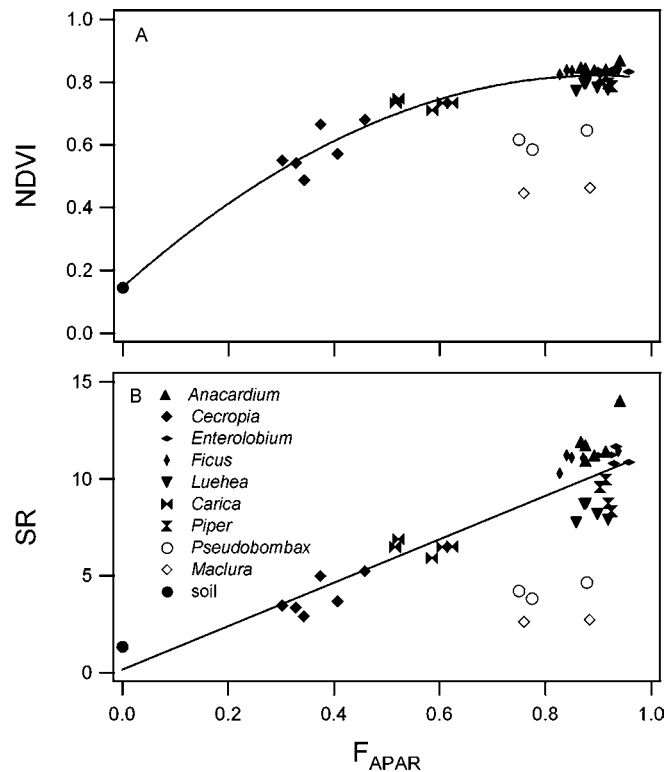 A
1.0
0.8
0.6
0.4
0.2
0.0
NDVI
B
15
10
5
0
SR
Anacardium
Cecropia
Enterolobium
Ficus
Luehea
Carica
Piper
Pseudobombax
Maclura
soil
0.0 0.2 0.4 0.6 0.8 1.0
FAPAR